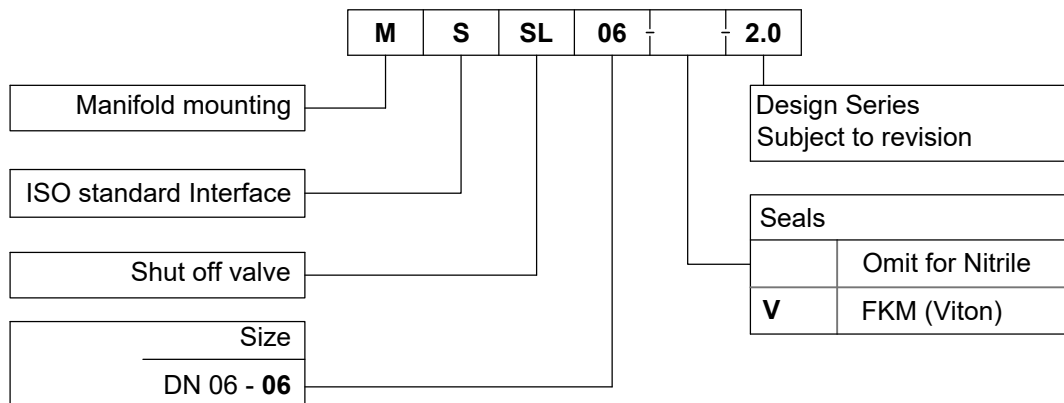 M S SL 06 - - 2.0
Manifold mounting
ISO standard Interface
Shut off valve
Size
DN 06 - 06
Design Series
Subject to revision
Seals
Omit for Nitrile
V FKM (Viton)